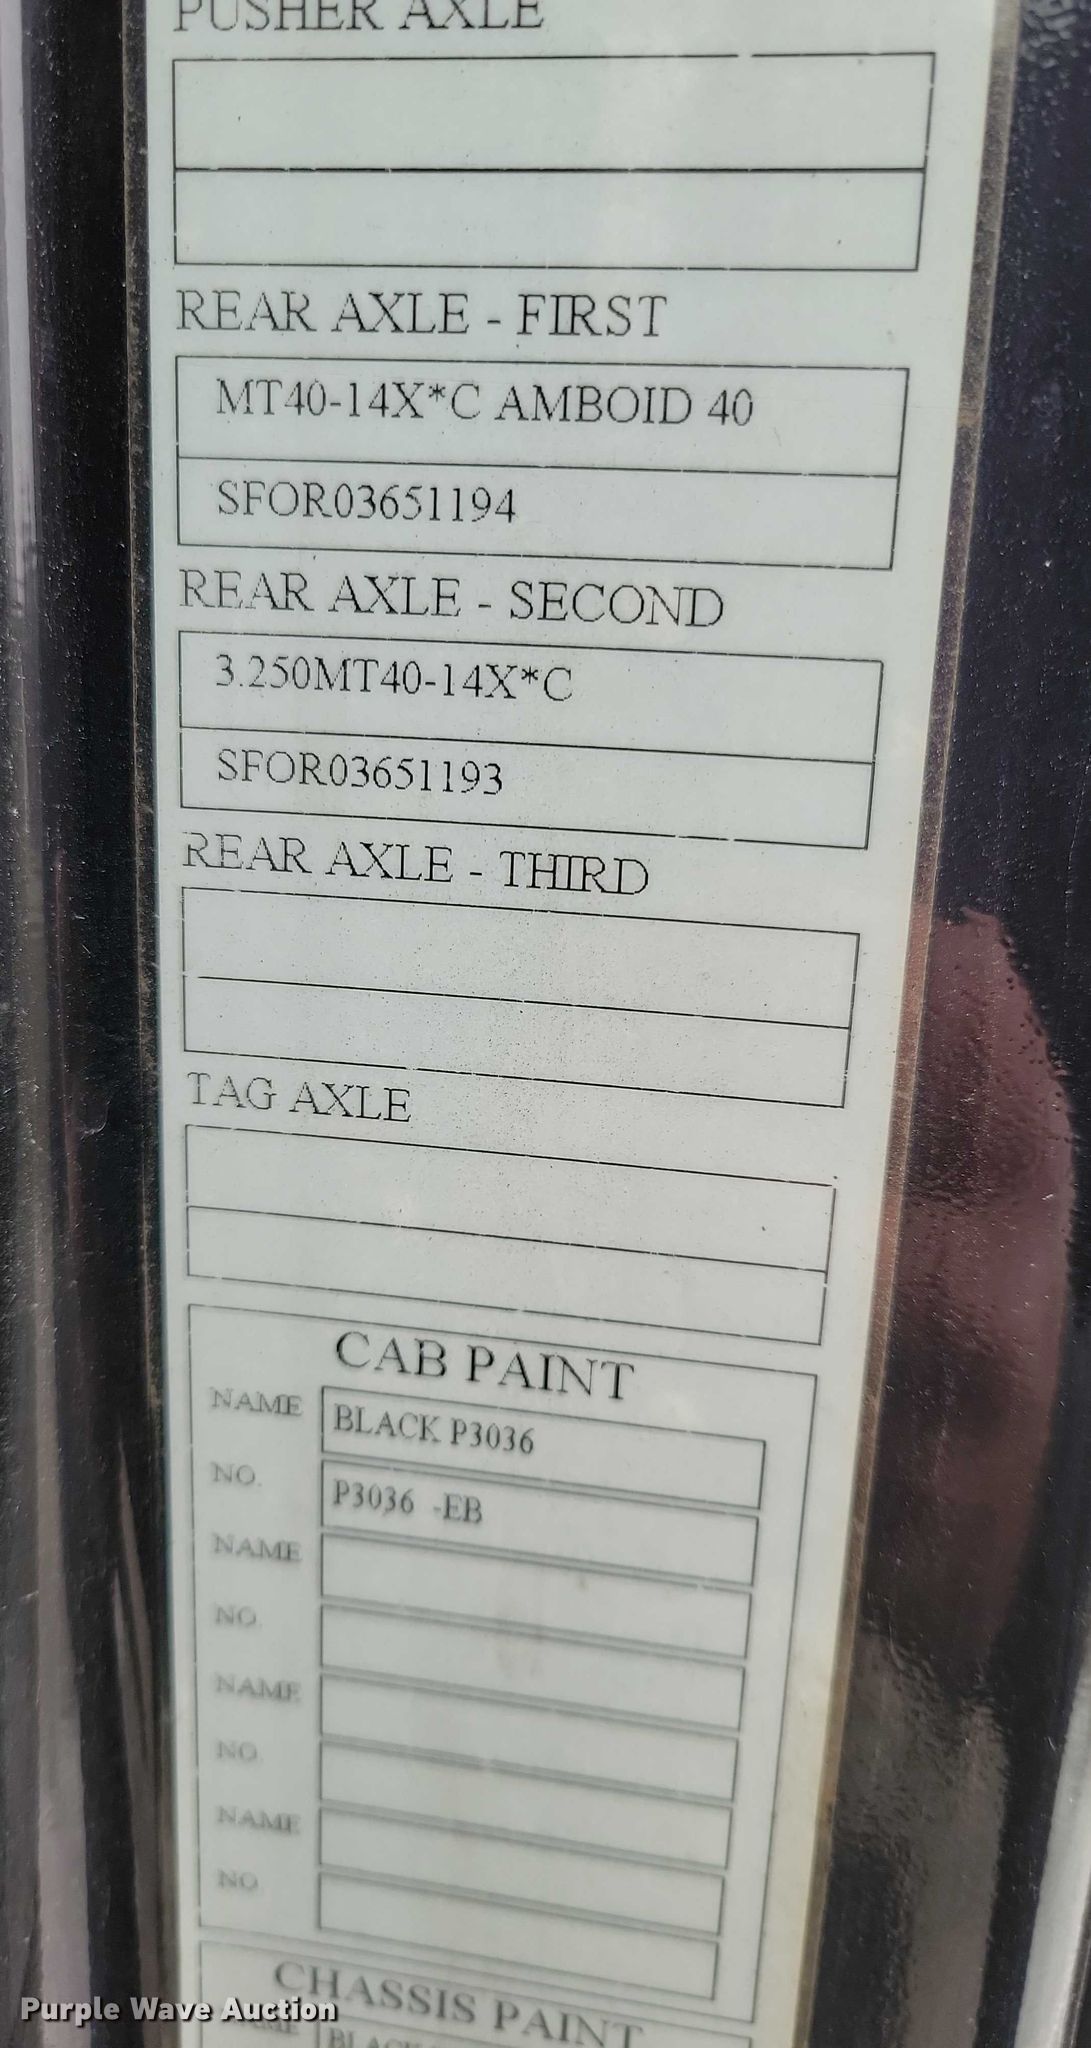 PUSHER AXLE
REAR AXLE - FIRST
MT40-14X*C AMBOID 40
SFOR03651194
REAR AXLE - SECOND
3.250MT40-14X*C
SFOR03651193
REAR AXLE - THIRD
TAG AXLE
CAB PAINT
NAME BLACK P3036
NO. P3036 -EB
NAME
NO.
NAME
NO.
NAME
NO
CHASSIS PAINT
NAME BLACK
Purple Wave Auction